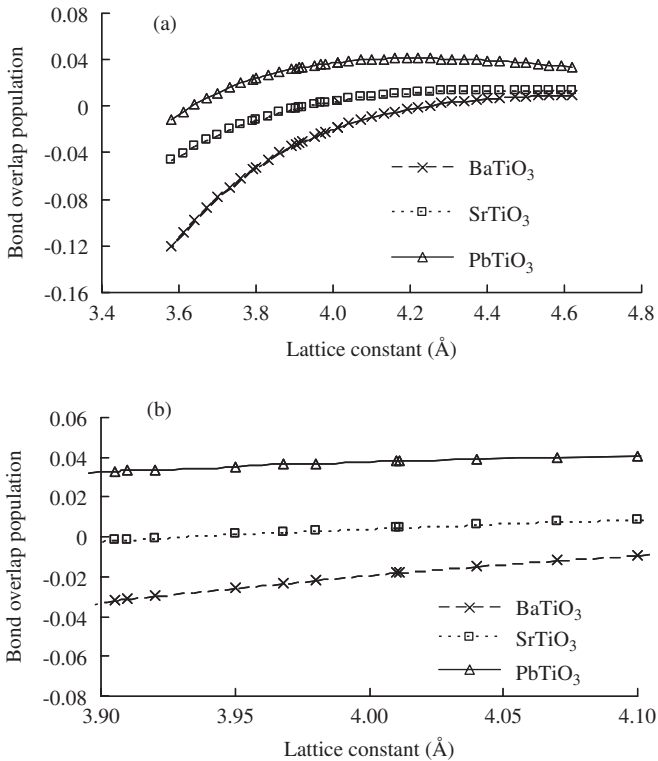 (a)
0.08
0.04
0
-0.04
-0.08
-0.12
-0.16
Bond overlap population
BaTiO3
SrTiO3
PbTiO3
3.4 3.6 3.8 4.0 4.2 4.4 4.6 4.8
Lattice constant (Å)
(b)
0.06
0.04
0.02
0
-0.02
-0.04
-0.06
-0.08
Bond overlap population
BaTiO3
SrTiO3
PbTiO3
3.90 3.95 4.00 4.05 4.10
Lattice constant (Å)